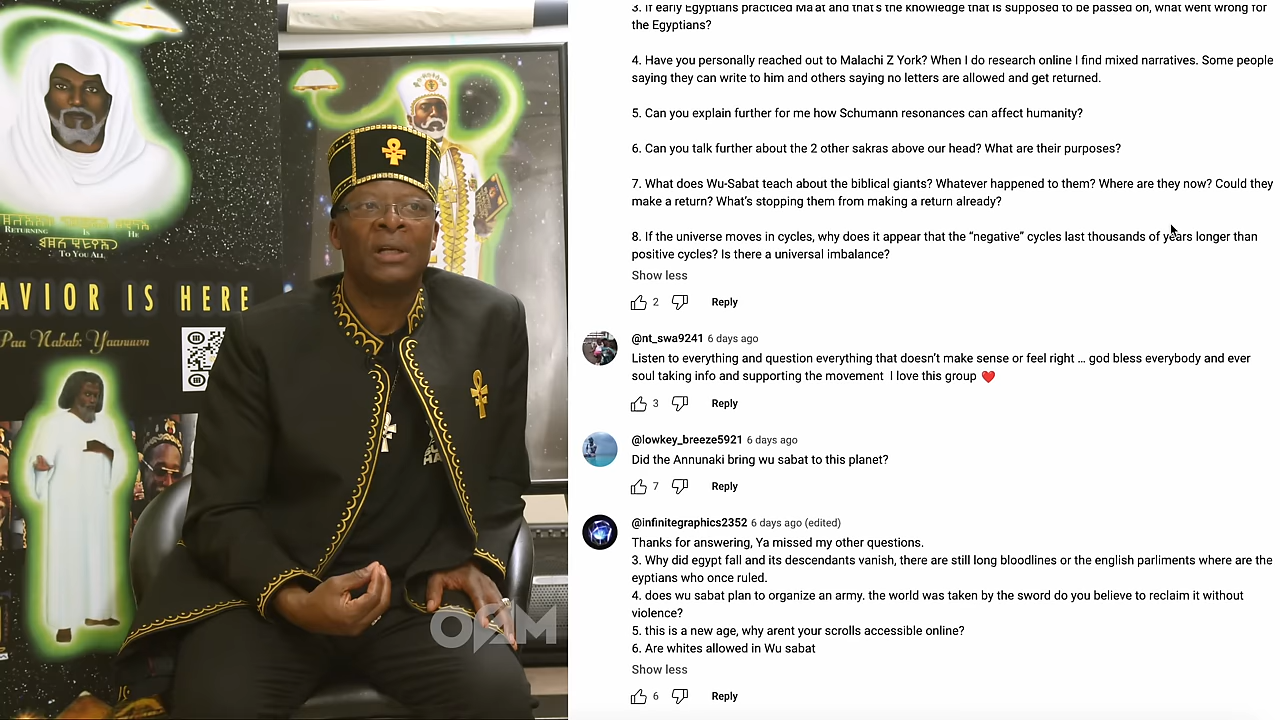 RETURNING IS HE
TO YOU ALL
AVIOR IS HERE
Paa Nabab: Yaanuwn
OAM
3. If early Egyptians practiced Ma'at and that's the knowledge that is supposed to be passed on, what went wrong for
the Egyptians?
4. Have you personally reached out to Malachi Z York? When I do research online I find mixed narratives. Some people
saying they can write to him and others saying no letters are allowed and get returned.
5. Can you explain further for me how Schumann resonances can affect humanity?
6. Can you talk further about the 2 other sakras above our head? What are their purposes?
7. What does Wu-Sabat teach about the biblical giants? Whatever happened to them? Where are they now? Could they
make a return? What's stopping them from making a return already?
8. If the universe moves in cycles, why does it appear that the “negative” cycles last thousands of years longer than
positive cycles? Is there a universal imbalance?
Show less
2 Reply
@nt_swa9241 6 days ago
Listen to everything and question everything that doesn't make sense or feel right ... god bless everybody and ever
soul taking info and supporting the movement I love this group ❤️
3 Reply
@lowkey_breeze5921 6 days ago
Did the Annunaki bring wu sabat to this planet?
7 Reply
@infinitegraphics2352 6 days ago (edited)
Thanks for answering, Ya missed my other questions.
3. Why did egypt fall and its descendants vanish, there are still long bloodlines or the english parliments where are the
eyptians who once ruled.
4. does wu sabat plan to organize an army. the world was taken by the sword do you believe to reclaim it without
violence?
5. this is a new age, why arent your scrolls accessible online?
6. Are whites allowed in Wu sabat
Show less
6 Reply